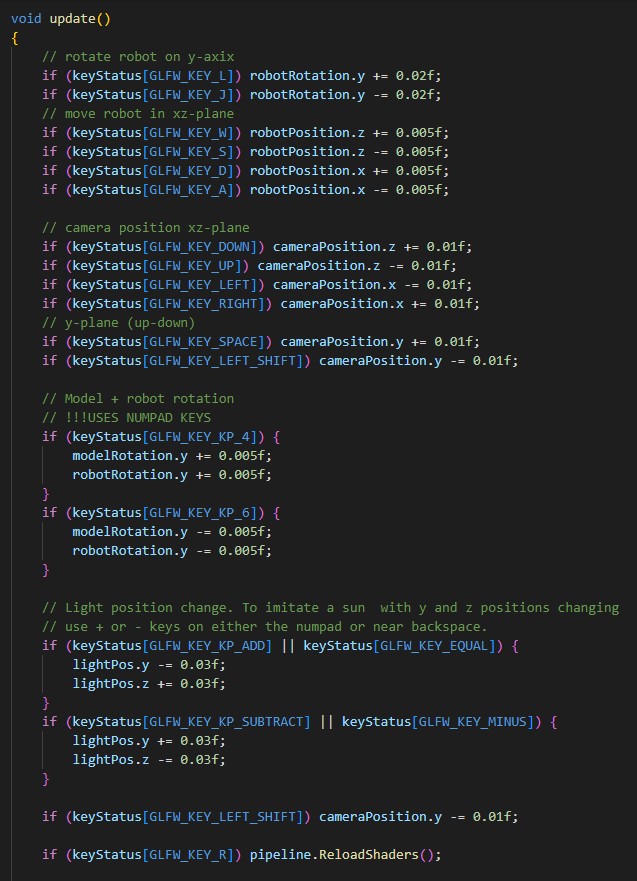 void update()
{
// rotate robot on y-axix
if (keyStatus[GLFW_KEY_L]) robotRotation.y += 0.02f;
if (keyStatus[GLFW_KEY_J]) robotRotation.y -= 0.02f;
// move robot in xz-plane
if (keyStatus[GLFW_KEY_W]) robotPosition.z += 0.005f;
if (keyStatus[GLFW_KEY_S]) robotPosition.z -= 0.005f;
if (keyStatus[GLFW_KEY_D]) robotPosition.x += 0.005f;
if (keyStatus[GLFW_KEY_A]) robotPosition.x -= 0.005f;
// camera position xz-plane
if (keyStatus[GLFW_KEY_DOWN]) cameraPosition.z += 0.01f;
if (keyStatus[GLFW_KEY_UP]) cameraPosition.z -= 0.01f;
if (keyStatus[GLFW_KEY_LEFT]) cameraPosition.x -= 0.01f;
if (keyStatus[GLFW_KEY_RIGHT]) cameraPosition.x += 0.01f;
// y-plane (up-down)
if (keyStatus[GLFW_KEY_SPACE]) cameraPosition.y += 0.01f;
if (keyStatus[GLFW_KEY_LEFT_SHIFT]) cameraPosition.y -= 0.01f;
// Model + robot rotation
// !!!USES NUMPAD KEYS
if (keyStatus[GLFW_KEY_KP_4]) {
modelRotation.y += 0.005f;
robotRotation.y += 0.005f;
}
if (keyStatus[GLFW_KEY_KP_6]) {
modelRotation.y -= 0.005f;
robotRotation.y -= 0.005f;
}
// Light position change. To imitate a sun  with y and z positions changing
// use + or - keys on either the numpad or near backspace.
if (keyStatus[GLFW_KEY_KP_ADD] || keyStatus[GLFW_KEY_EQUAL]) {
lightPos.y -= 0.03f;
lightPos.z += 0.03f;
}
if (keyStatus[GLFW_KEY_KP_SUBTRACT] || keyStatus[GLFW_KEY_MINUS]) {
lightPos.y += 0.03f;
lightPos.z -= 0.03f;
}
if (keyStatus[GLFW_KEY_LEFT_SHIFT]) cameraPosition.y -= 0.01f;
if (keyStatus[GLFW_KEY_R]) pipeline.ReloadShaders();